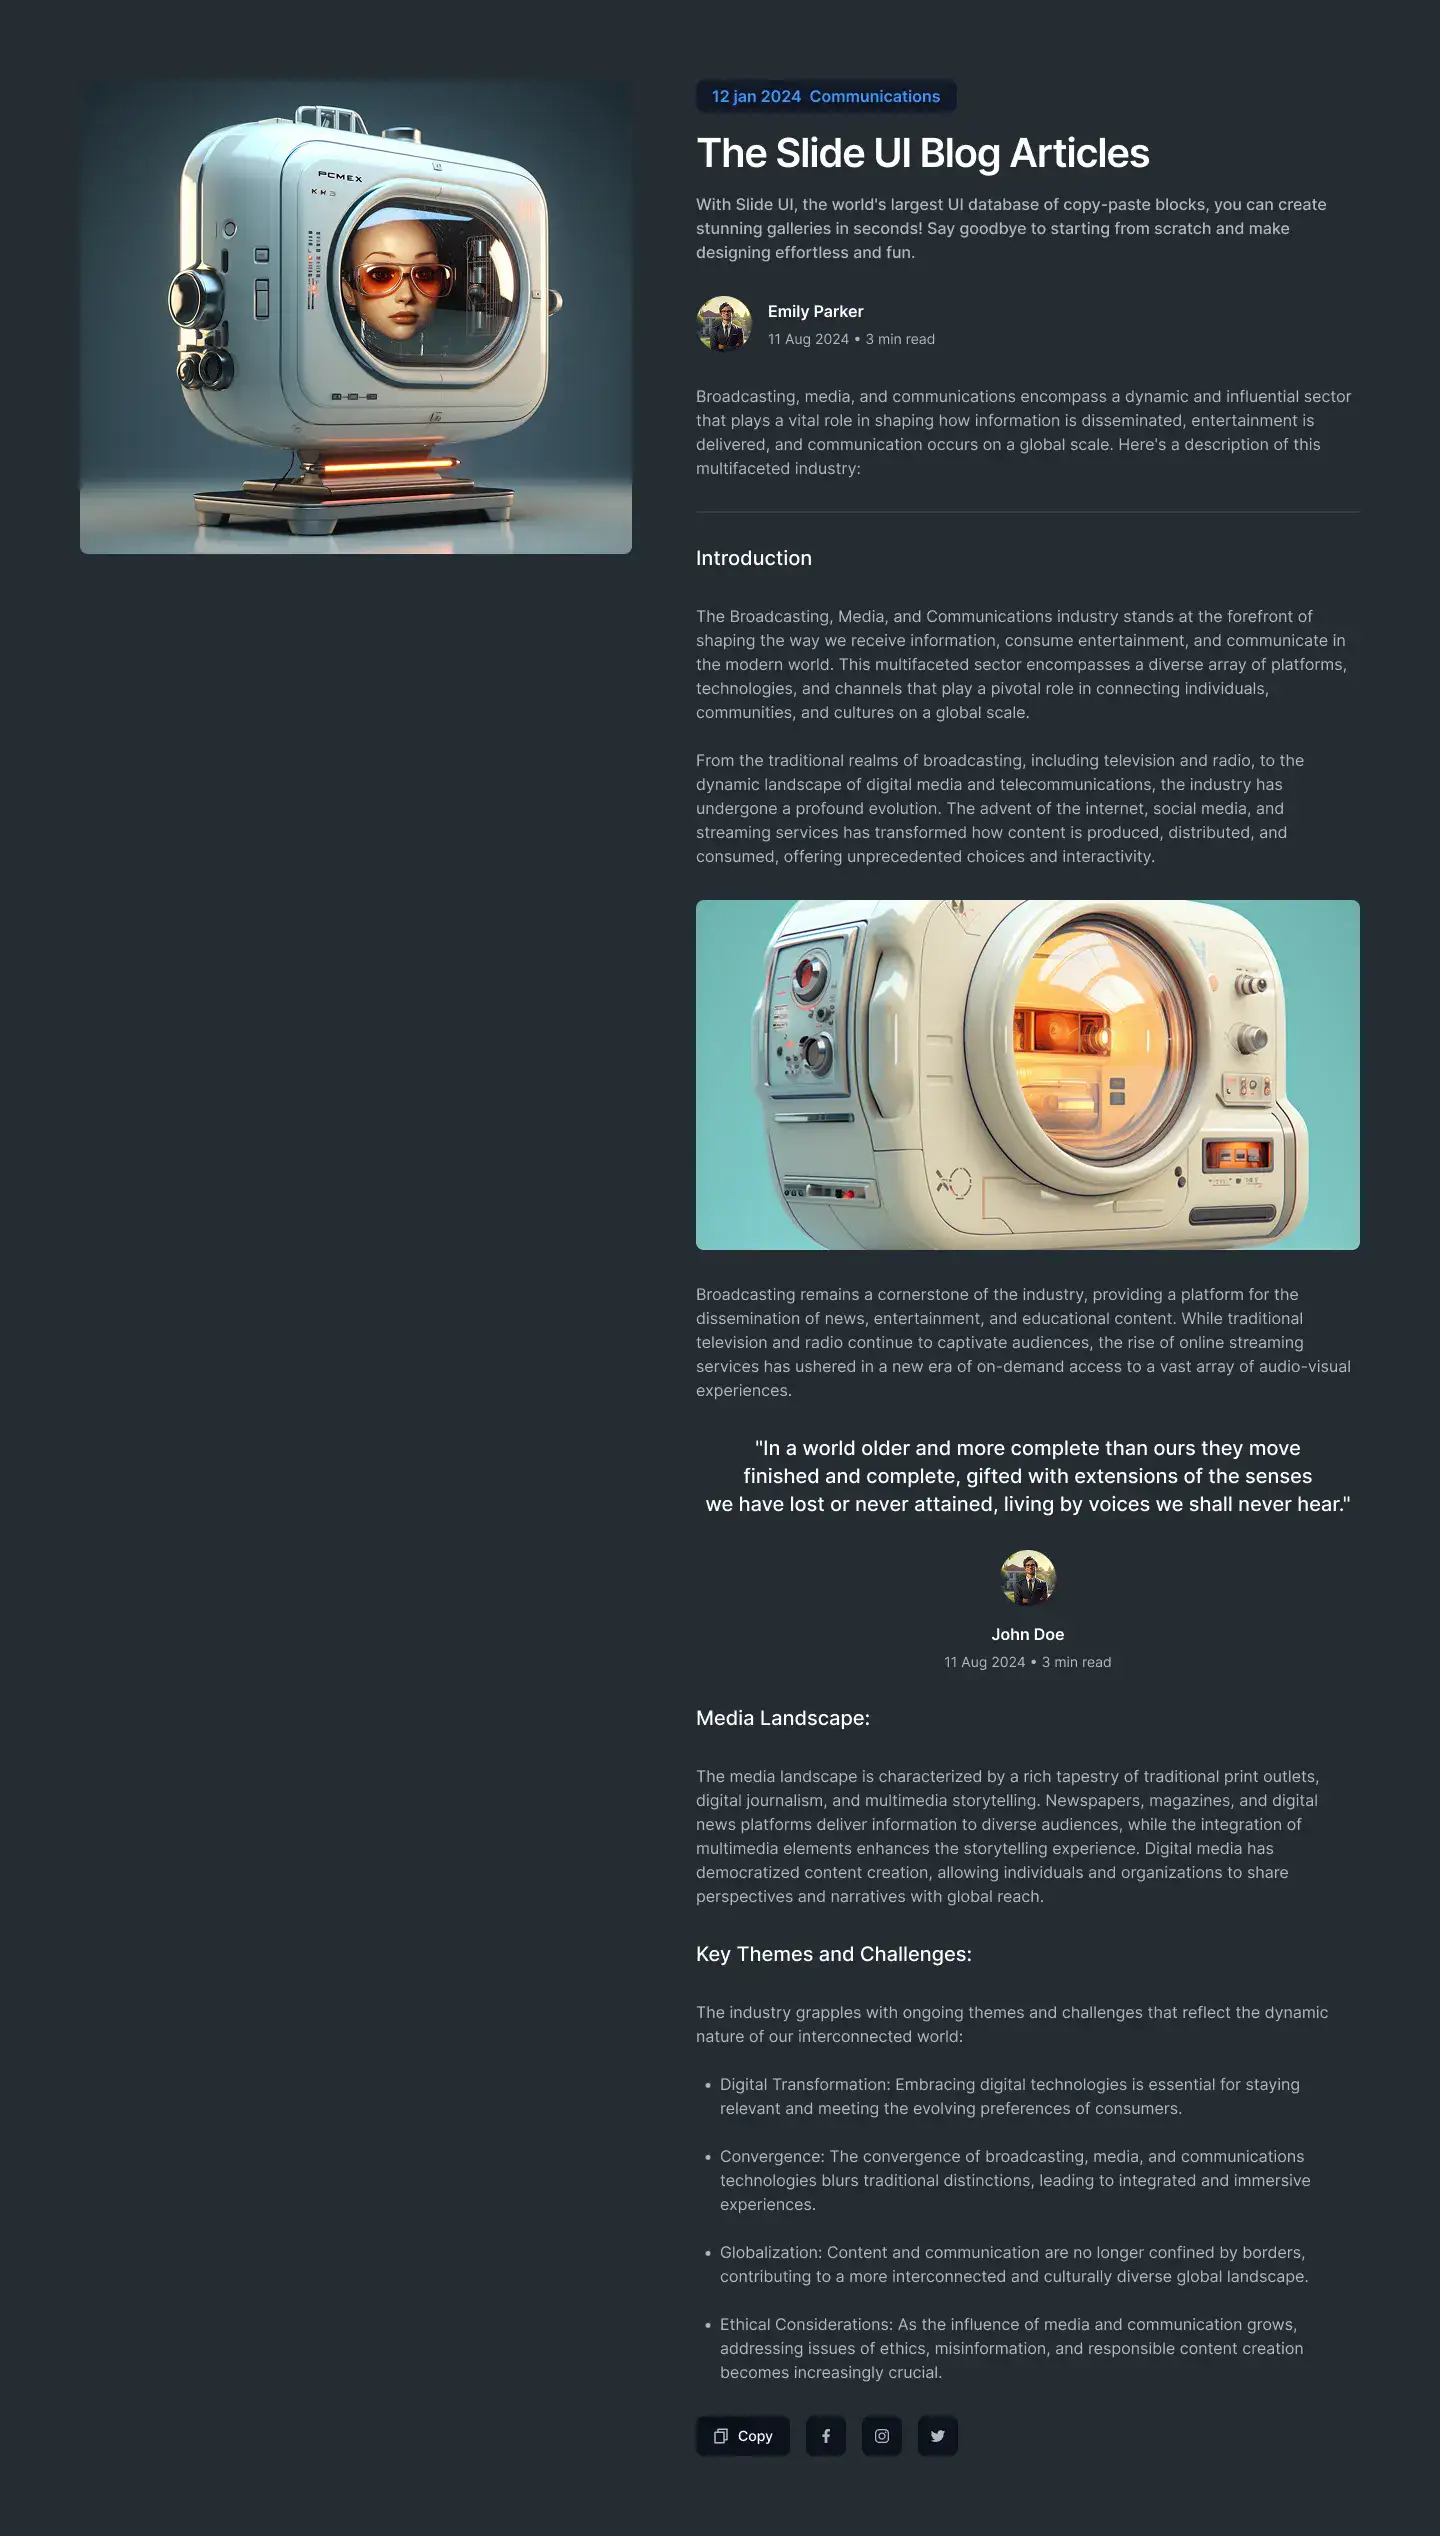 PCMEX
12 jan 2024 Communications
The Slide UI Blog Articles
With Slide UI, the world's largest UI database of copy-paste blocks, you can create
stunning galleries in seconds! Say goodbye to starting from scratch and make
designing effortless and fun.
Emily Parker
11 Aug 2024 • 3 min read
Broadcasting, media, and communications encompass a dynamic and influential sector
that plays a vital role in shaping how information is disseminated, entertainment is
delivered, and communication occurs on a global scale. Here's a description of this
multifaceted industry:
Introduction
The Broadcasting, Media, and Communications industry stands at the forefront of
shaping the way we receive information, consume entertainment, and communicate in
the modern world. This multifaceted sector encompasses a diverse array of platforms,
technologies, and channels that play a pivotal role in connecting individuals,
communities, and cultures on a global scale.
From the traditional realms of broadcasting, including television and radio, to the
dynamic landscape of digital media and telecommunications, the industry has
undergone a profound evolution. The advent of the internet, social media, and
streaming services has transformed how content is produced, distributed, and
consumed, offering unprecedented choices and interactivity.
Broadcasting remains a cornerstone of the industry, providing a platform for the
dissemination of news, entertainment, and educational content. While traditional
television and radio continue to captivate audiences, the rise of online streaming
services has ushered in a new era of on-demand access to a vast array of audio-visual
experiences.
"In a world older and more complete than ours they move
finished and complete, gifted with extensions of the senses
we have lost or never attained, living by voices we shall never hear."
John Doe
11 Aug 2024 • 3 min read
Media Landscape:
The media landscape is characterized by a rich tapestry of traditional print outlets,
digital journalism, and multimedia storytelling. Newspapers, magazines, and digital
news platforms deliver information to diverse audiences, while the integration of
multimedia elements enhances the storytelling experience. Digital media has
democratized content creation, allowing individuals and organizations to share
perspectives and narratives with global reach.
Key Themes and Challenges:
The industry grapples with ongoing themes and challenges that reflect the dynamic
nature of our interconnected world:
• Digital Transformation: Embracing digital technologies is essential for staying
relevant and meeting the evolving preferences of consumers.
• Convergence: The convergence of broadcasting, media, and communications
technologies blurs traditional distinctions, leading to integrated and immersive
experiences.
• Globalization: Content and communication are no longer confined by borders,
contributing to a more interconnected and culturally diverse global landscape.
• Ethical Considerations: As the influence of media and communication grows,
addressing issues of ethics, misinformation, and responsible content creation
becomes increasingly crucial.
Copy